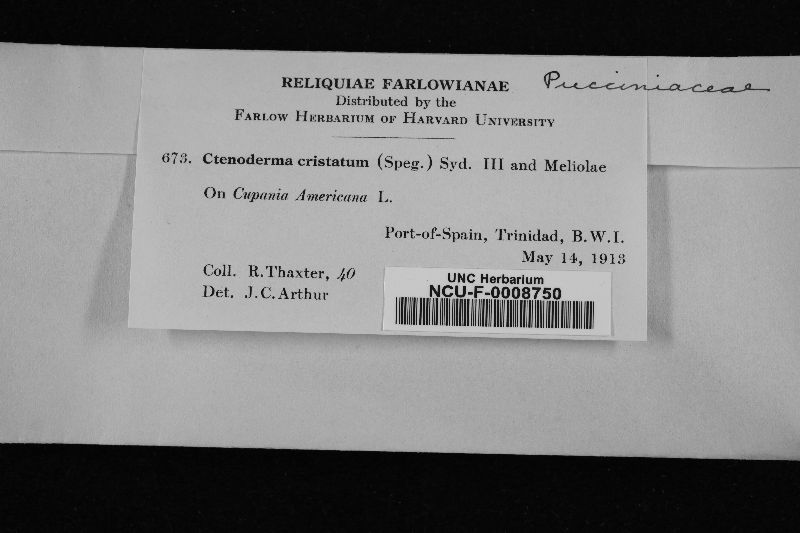 RELIQUIAE FARLOWIANAE
Pucciniaceae
Distributed by the
FARLOW HERBARIUM OF HARVARD UNIVERSITY
673. Ctenoderma cristatum (Speg.) Syd. III and Meliolae
On Cupania Americana L.
Port-of-Spain, Trinidad, B.W.I.
May 14, 1913
Coll. R. Thaxter, 40
Det. J.C. Arthur
UNC Herbarium
NCU-F-0008750